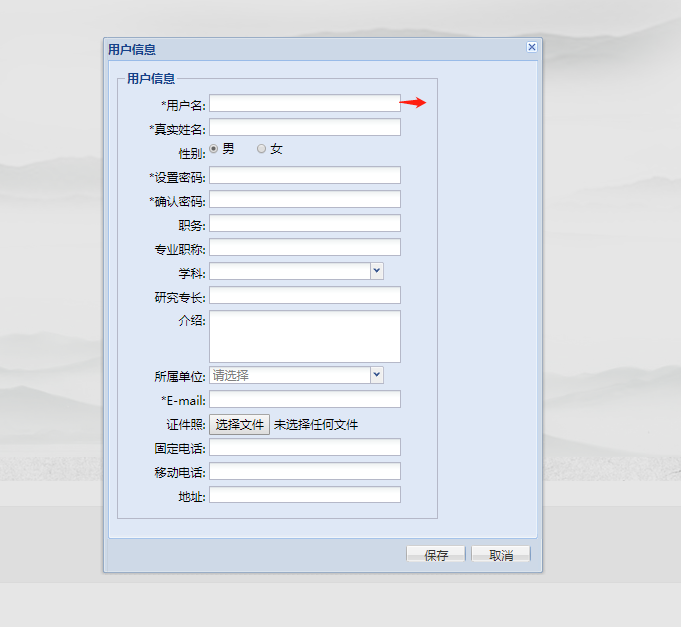 用户信息
用户信息
*用户名:
*真实姓名:
性别: 男 女
*设置密码:
*确认密码:
职务:
专业职称:
学科:
研究专长:
介绍:
所属单位: 请选择
*E-mail:
证件照: 选择文件 未选择任何文件
固定电话:
移动电话:
地址:
保存 取消